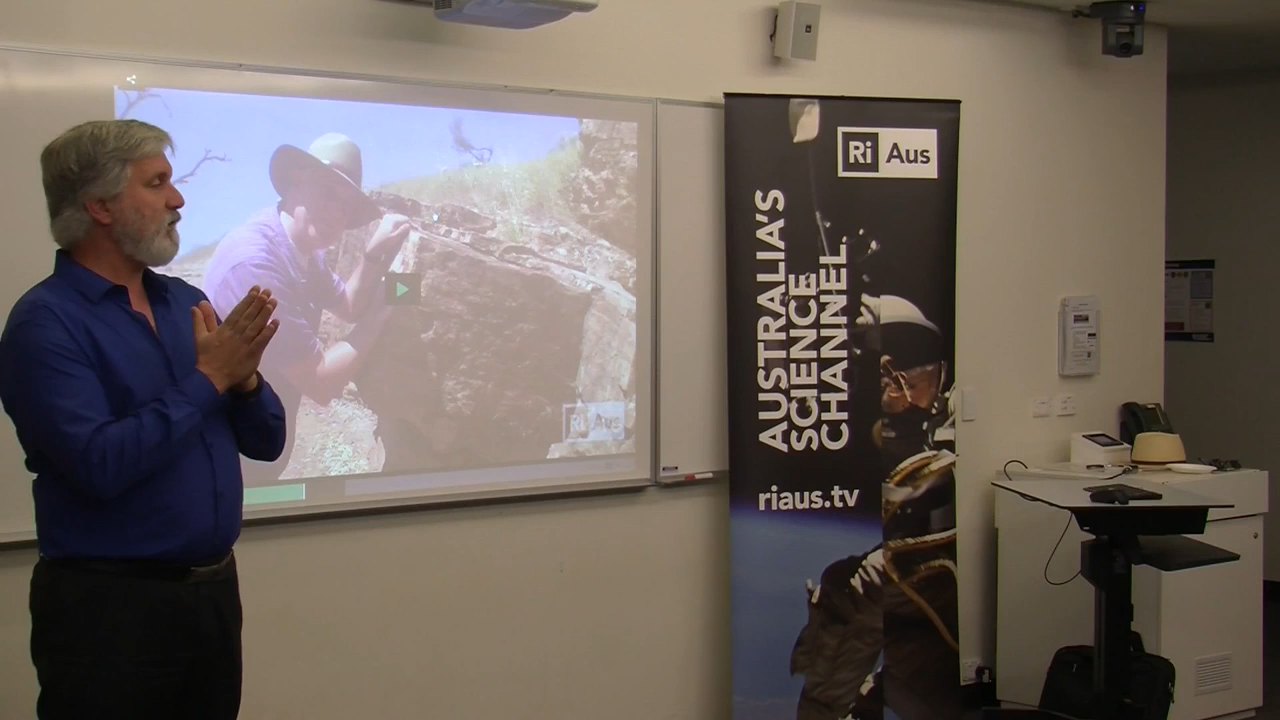 Ri Aus
AUSTRALIA'S
SCIENCE
CHANNEL
riaus.tv
Ri Aus